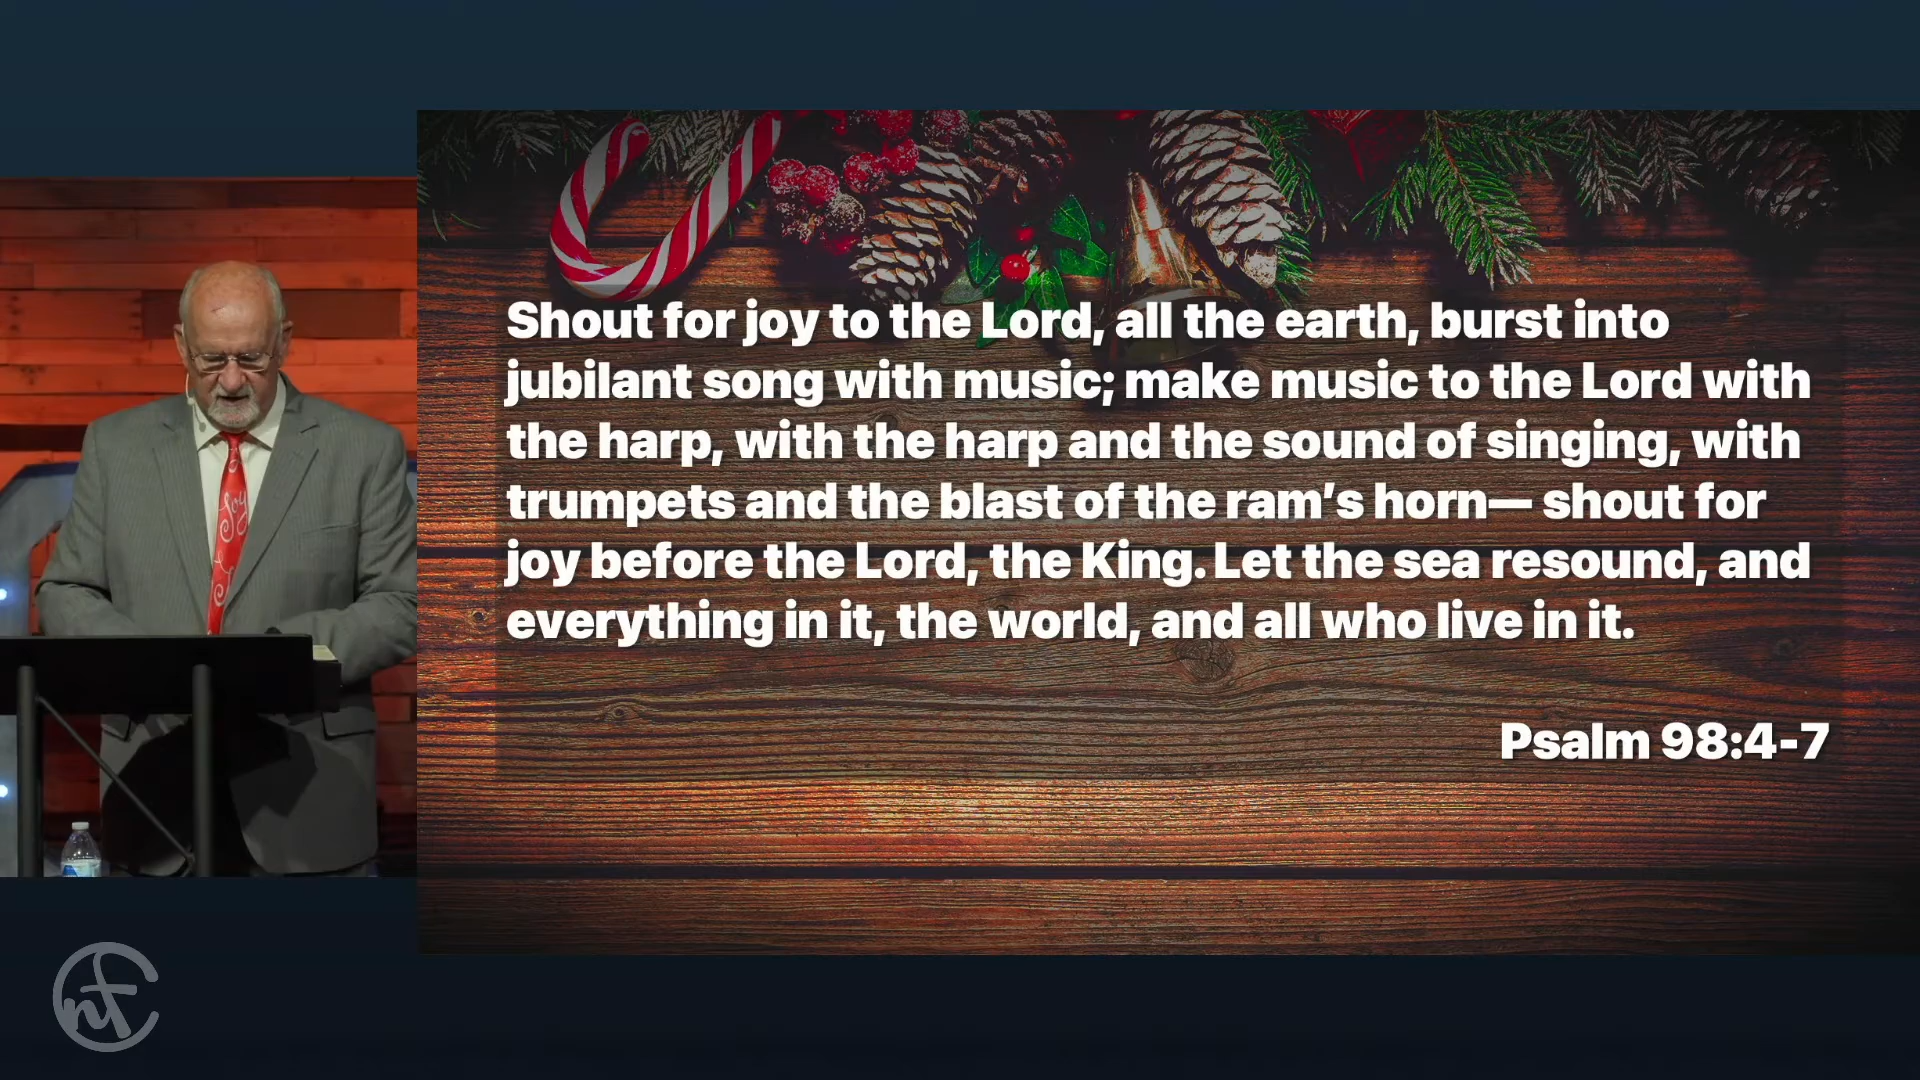 Shout for joy to the Lord, all the earth, burst into
jubilant song with music; make music to the Lord with
the harp, with the harp and the sound of singing, with
trumpets and the blast of the ram’s horn— shout for
joy before the Lord, the King. Let the sea resound, and
everything in it, the world, and all who live in it.
Psalm 98:4-7
Joy